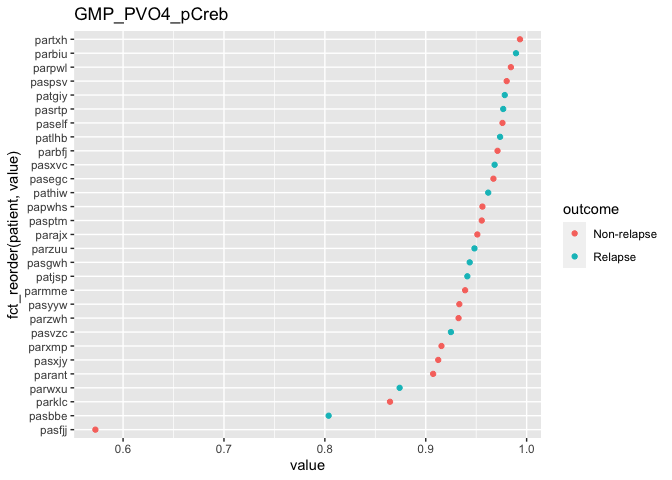 GMP_PVO4_pCreb
fct_reorder(patient, value)
partxh
parbiu
parpwl
paspsv
patgiy
pasrtp
paself
patlhb
parbfj
pasxvc
pasegc
pathiw
papwhs
pasptm
parajx
parzuu
pasgwh
patjsp
parmme
pasyyw
parzwh
pasvzc
parxmp
pasxjy
parant
parwxu
parklc
pasbbe
pasfjj
0.6 0.7 0.8 0.9 1.0
value
outcome
Non-relapse
Relapse